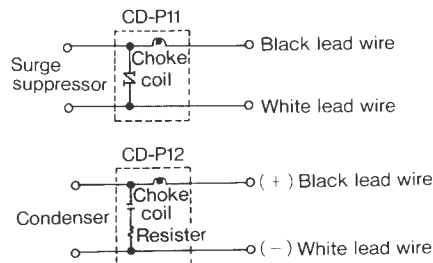 CD-P11
Black lead wire
Choke
coil
Surge
suppressor
White lead wire
CD-P12
(+) Black lead wire
Choke
coil
Condenser
Resister
(−) White lead wire